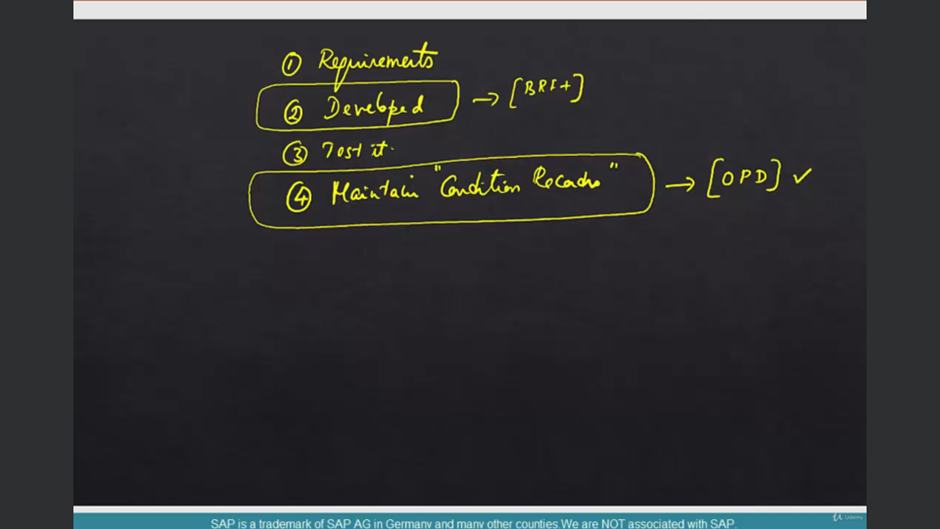 ① Requirements
② Developed → [BRF+]
③ Test it.
④ Maintain "Condition Records" → [OPD] ✓
SAP is a trademark of SAP AG in Germany and many other counties.We are NOT associated with SAP.
Udemy